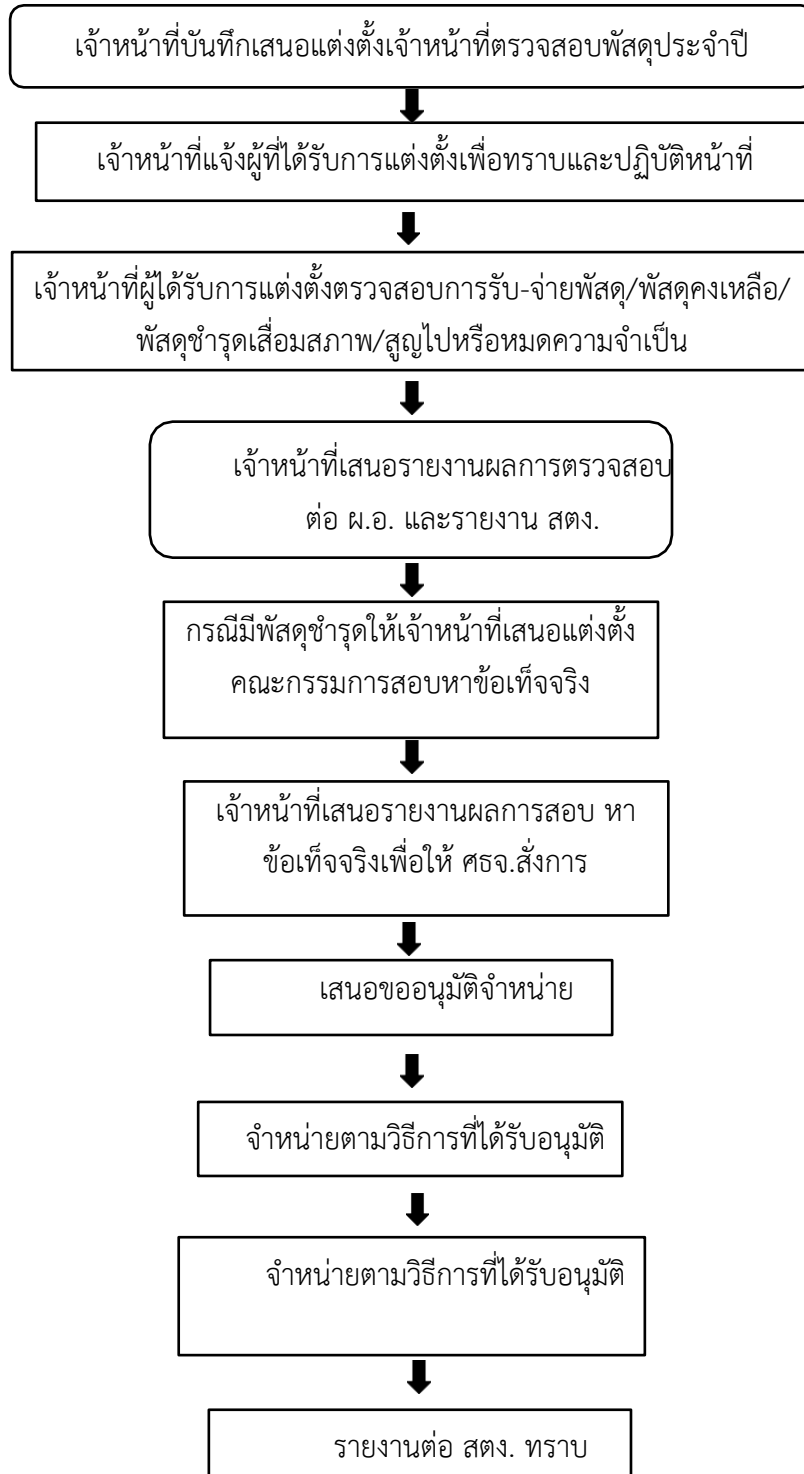 เจ้าหน้าที่บันทึกเสนอแต่งตั้งเจ้าหน้าที่ตรวจสอบพัสดุประจำปี
เจ้าหน้าที่แจ้งผู้ที่ได้รับการแต่งตั้งเพื่อทราบและปฏิบัติหน้าที่
เจ้าหน้าที่ผู้ได้รับการแต่งตั้งตรวจสอบการรับ-จ่ายพัสดุ/พัสดุคงเหลือ/
พัสดุชำรุดเสื่อมสภาพ/สูญไปหรือหมดความจำเป็น
เจ้าหน้าที่เสนอรายงานผลการตรวจสอบ
ต่อ ผ.อ. และรายงาน สตง.
กรณีมีพัสดุชำรุดให้เจ้าหน้าที่เสนอแต่งตั้ง
คณะกรรมการสอบหาข้อเท็จจริง
เจ้าหน้าที่เสนอรายงานผลการสอบ หา
ข้อเท็จจริงเพื่อให้ ศธจ.สั่งการ
เสนอขออนุมัติจำหน่าย
จำหน่ายตามวิธีการที่ได้รับอนุมัติ
จำหน่ายตามวิธีการที่ได้รับอนุมัติ
รายงานต่อ สตง. ทราบ